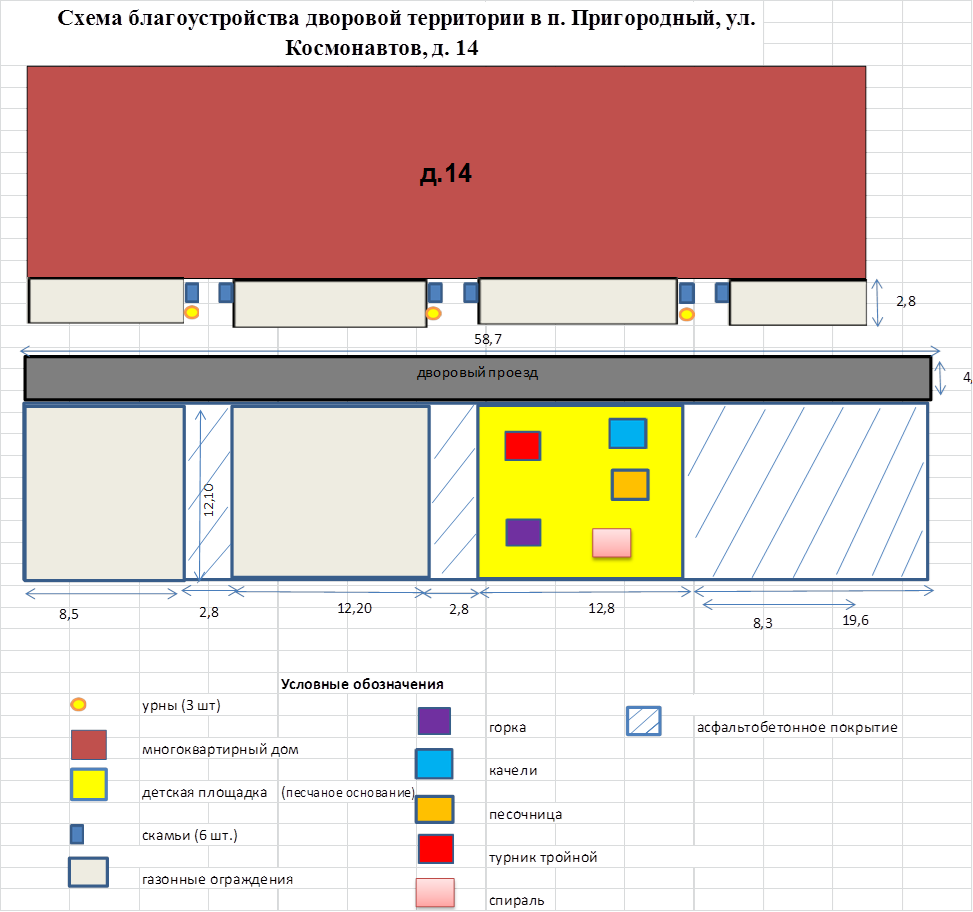 Схема благоустройства дворовой территории в п. Пригородный, ул.
Космонавтов, д. 14
д.14
2,8
58,7
дворовый проезд
4,
12,10
8,5
2,8
12,20
2,8
12,8
8,3
19,6
Условные обозначения
урны (3 шт)
многоквартирный дом
детская площадка (песчаное основание)
скамьи (6 шт.)
газонные ограждения
горка
качели
песочница
турник тройной
спираль
асфальтобетонное покрытие